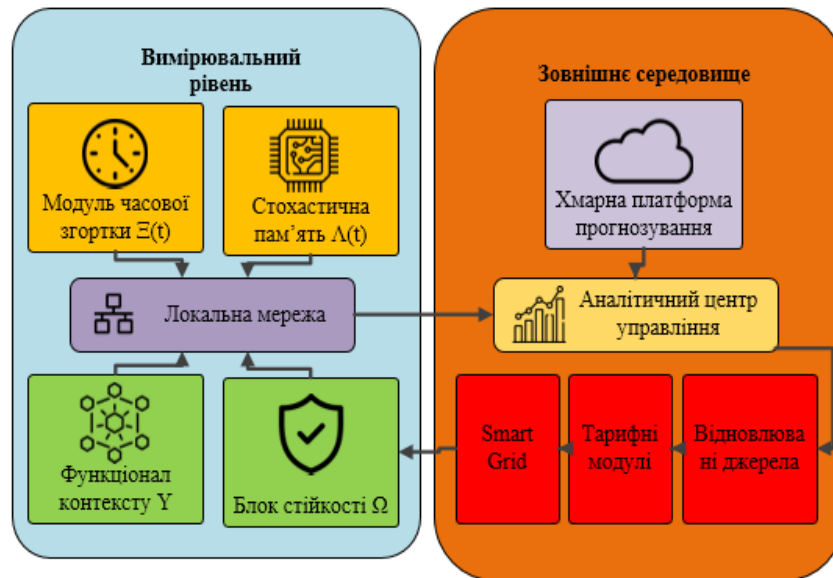 Вимірювальний
рівень
Модуль часової
згортки Ξ(t)
Стохастична
пам’ять Λ(t)
Локальна мережа
Функціонал
контексту Υ
Блок стійкості Ω
Зовнішнє середовище
Хмарна платформа
прогнозування
Аналітичний центр
управління
Smart
Grid
Тарифні
модулі
Відновлюва
ні джерела